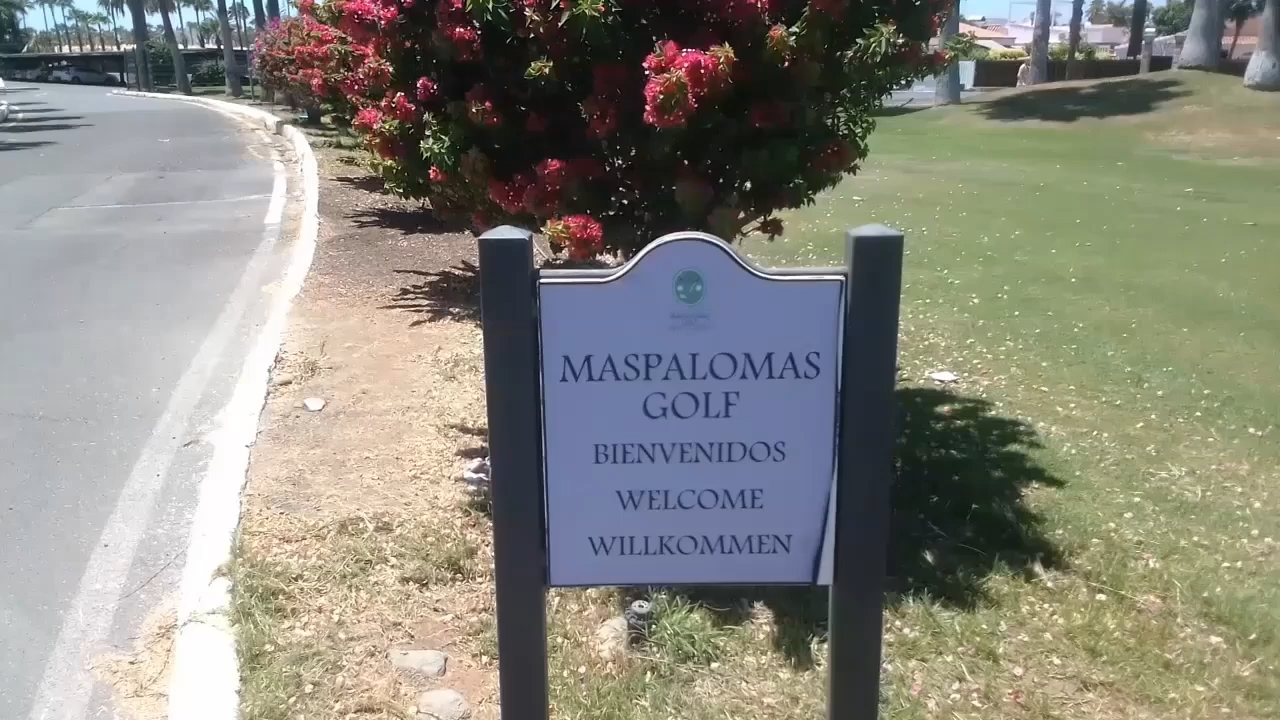 MASPALOMAS
GOLF
BIENVENIDOS
WELCOME
WILLKOMMEN